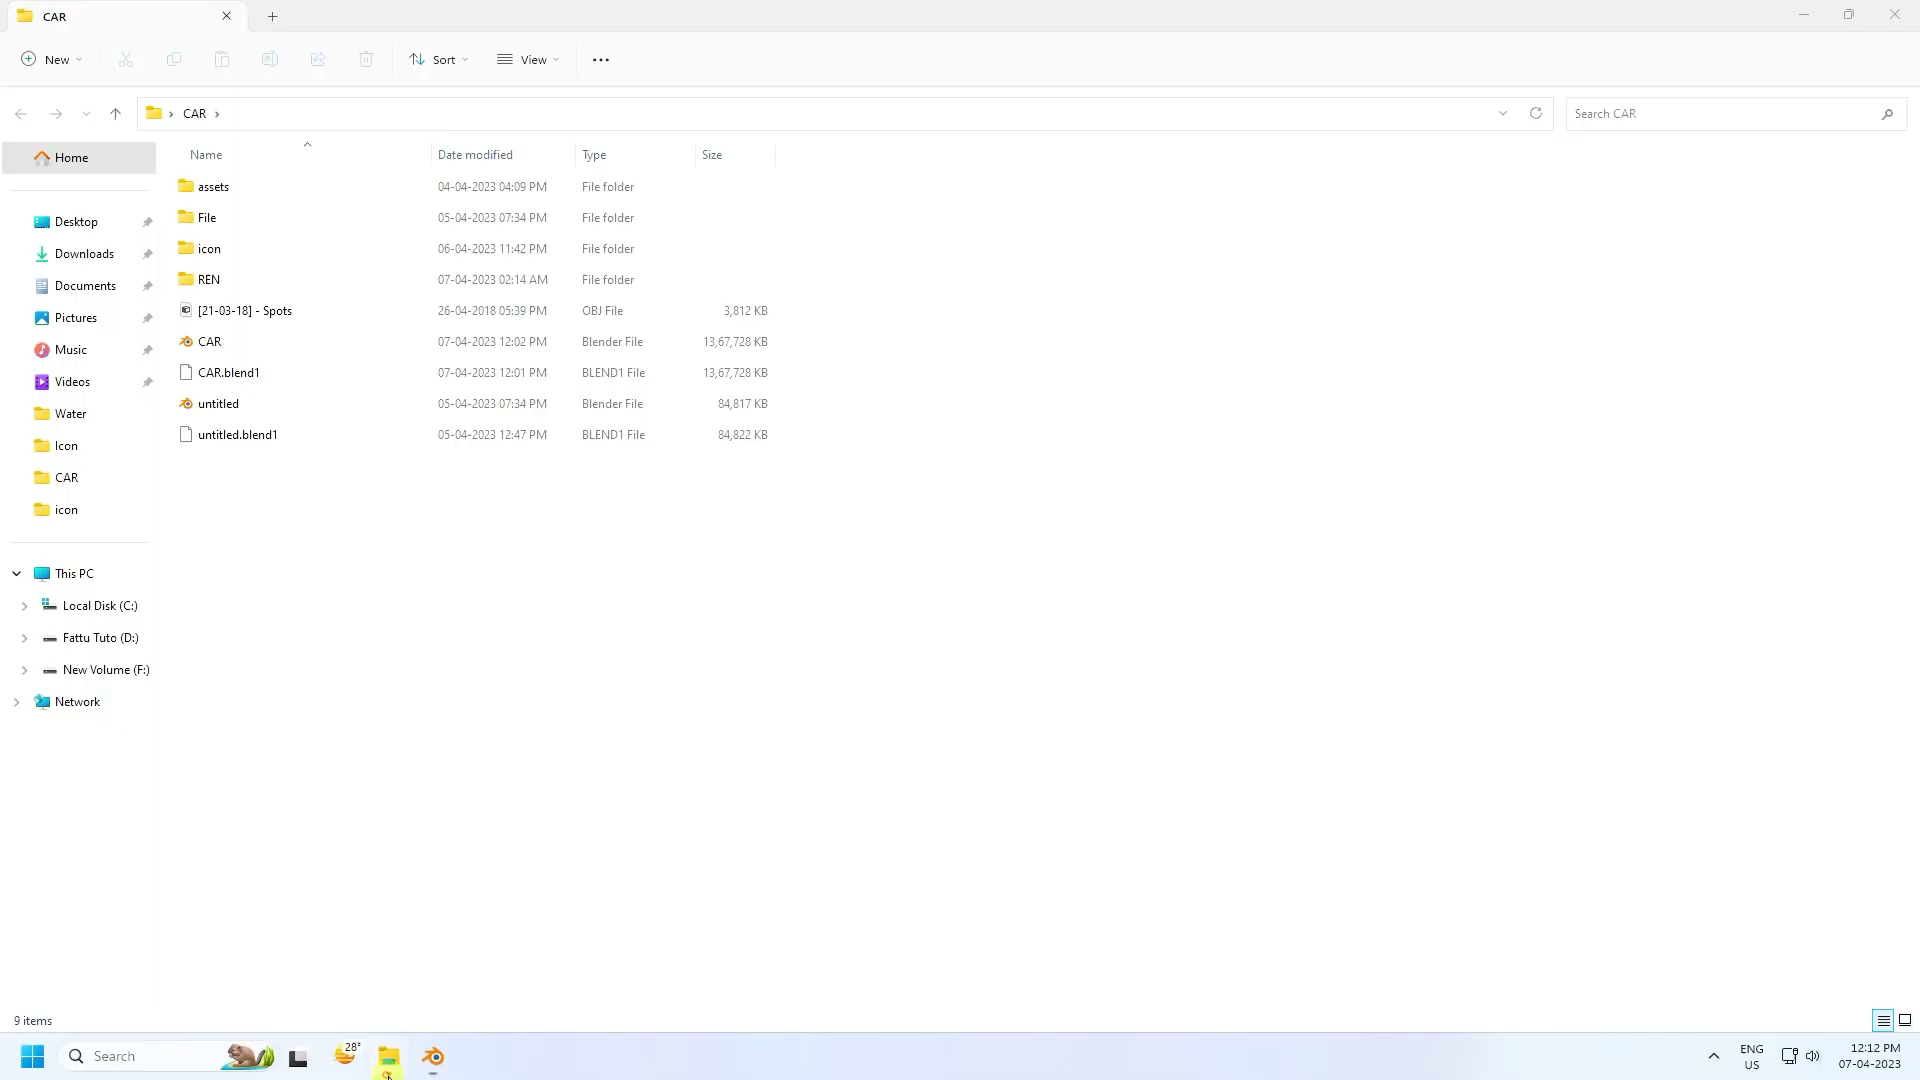 CAR
New
Sort
View
CAR
Search CAR
Home
Name Date modified Type Size
assets 04-04-2023 04:09 PM File folder
File 05-04-2023 07:34 PM File folder
icon 06-04-2023 11:42 PM File folder
REN 07-04-2023 02:14 AM File folder
[21-03-18] - Spots 26-04-2018 05:39 PM OBJ File 3,812 KB
CAR 07-04-2023 12:02 PM Blender File 13,67,728 KB
CAR.blend1 07-04-2023 12:01 PM BLEND1 File 13,67,728 KB
untitled 05-04-2023 07:34 PM Blender File 84,817 KB
untitled.blend1 05-04-2023 12:47 PM BLEND1 File 84,822 KB
Desktop
Downloads
Documents
Pictures
Music
Videos
Water
Icon
CAR
icon
This PC
Local Disk (C:)
Fattu Tuto (D:)
New Volume (F:)
Network
9 items
Search
28°
ENG
US
12:12 PM
07-04-2023